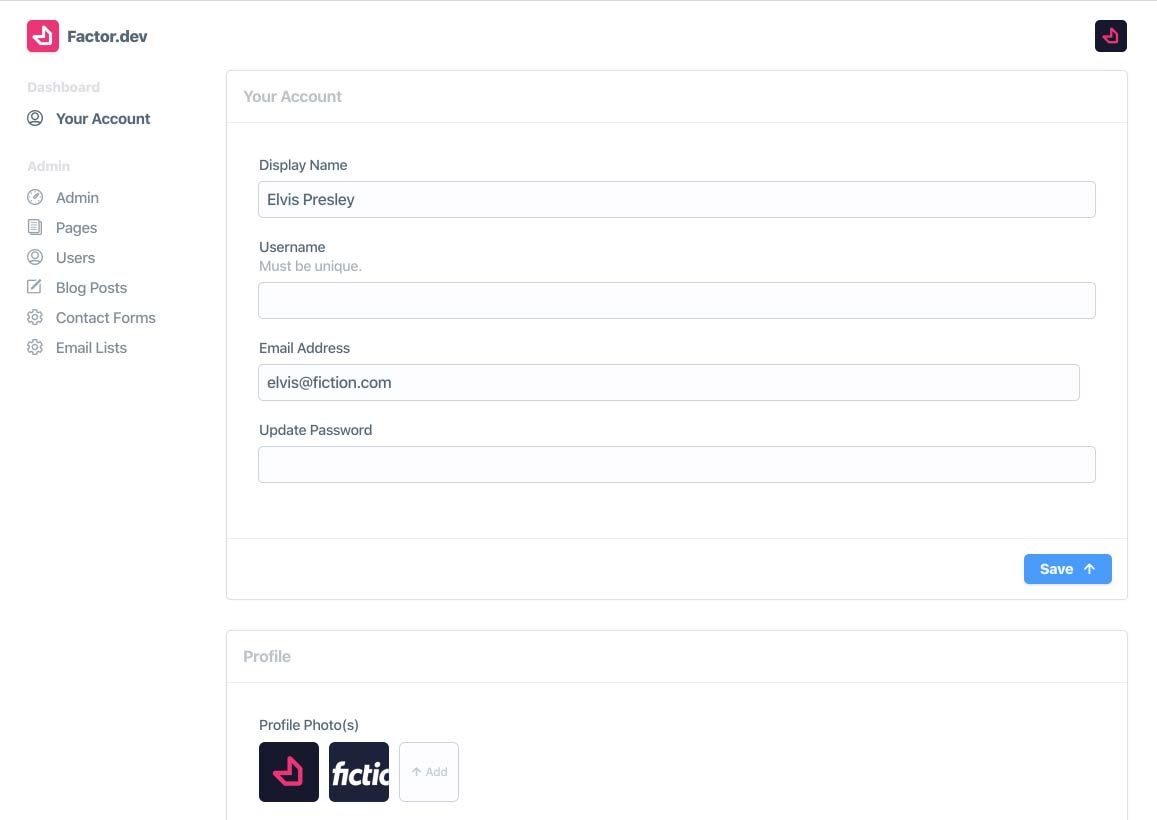 Factor.dev
Dashboard
Your Account
Admin
Admin
Pages
Users
Blog Posts
Contact Forms
Email Lists
Your Account
Display Name
Elvis Presley
Username
Must be unique.
Email Address
elvis@fiction.com
Update Password
Save
Profile
Profile Photo(s)
fictio
Add